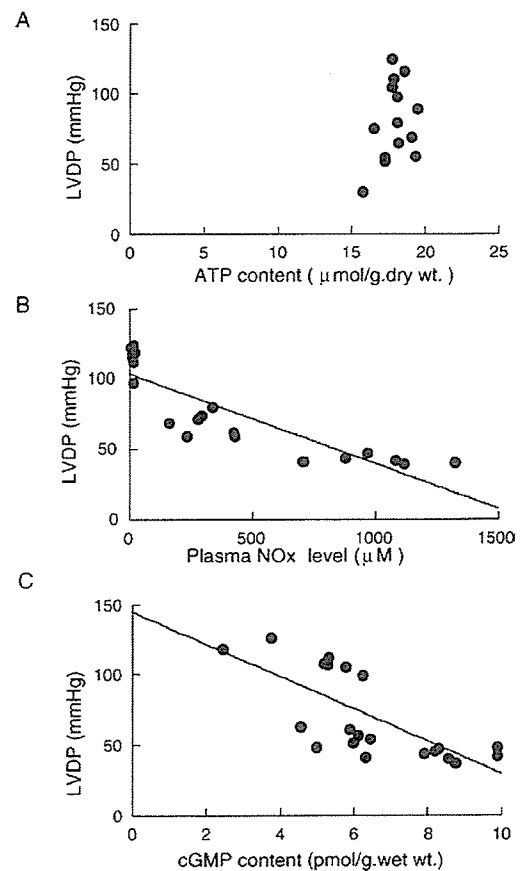 A
150
100
50
0
LVDP (mmHg)
0 5 10 15 20 25
ATP content ( μmol/g.dry wt. )
B
150
100
50
0
LVDP (mmHg)
0 500 1000 1500
Plasma NOx level (μM )
C
150
100
50
0
LVDP (mmHg)
0 2 4 6 8 10
cGMP content (pmol/g.wet wt.)